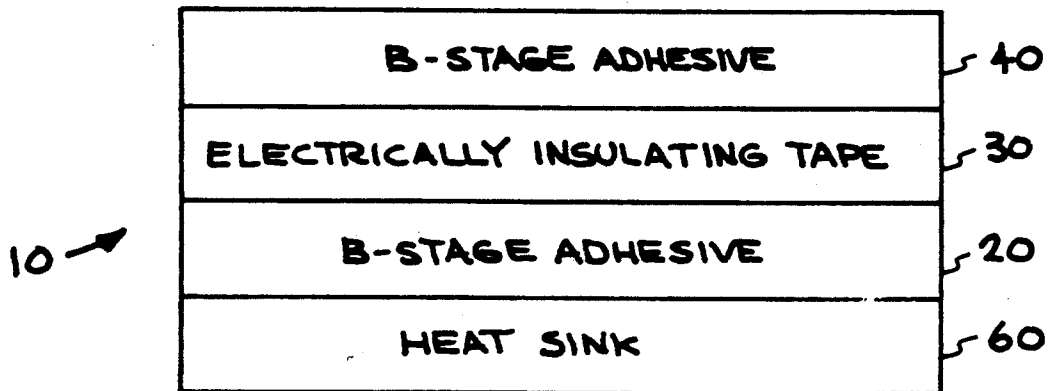 B-STAGE ADHESIVE 40
ELECTRICALLY INSULATING TAPE 30
10 B-STAGE ADHESIVE 20
HEAT SINK 60